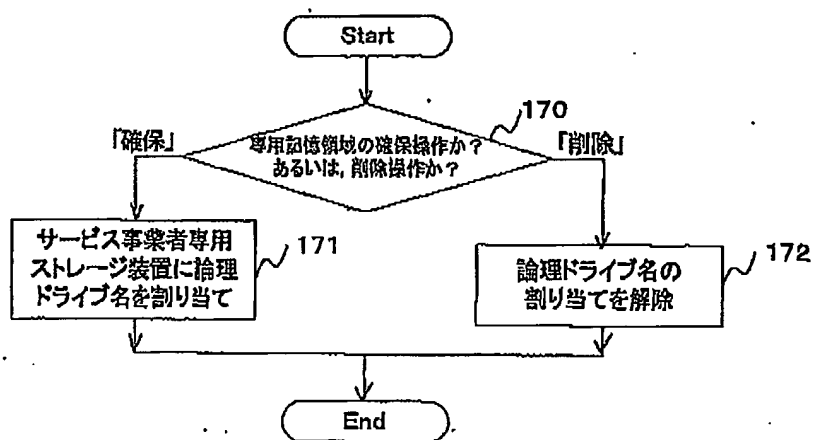 Start
170
「確保」
専用記憶領域の確保操作か?
あるいは,削除操作か?
「削除」
サービス事業者専用
ストレージ装置に論理
ドライブ名を割り当て
171
論理ドライブ名の
割り当てを解除
172
End